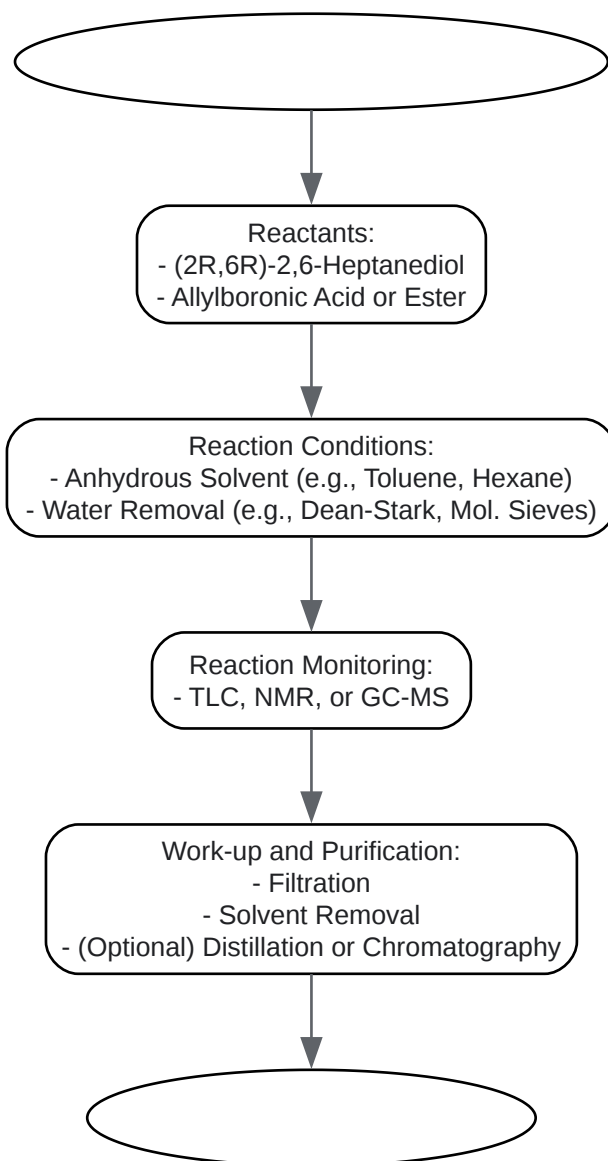 Reactants:
- (2R,6R)-2,6-Heptanediol
- Allylboronic Acid or Ester
Reaction Conditions:
- Anhydrous Solvent (e.g., Toluene, Hexane)
- Water Removal (e.g., Dean-Stark, Mol. Sieves)
Reaction Monitoring:
- TLC, NMR, or GC-MS
Work-up and Purification:
- Filtration
- Solvent Removal
- (Optional) Distillation or Chromatography